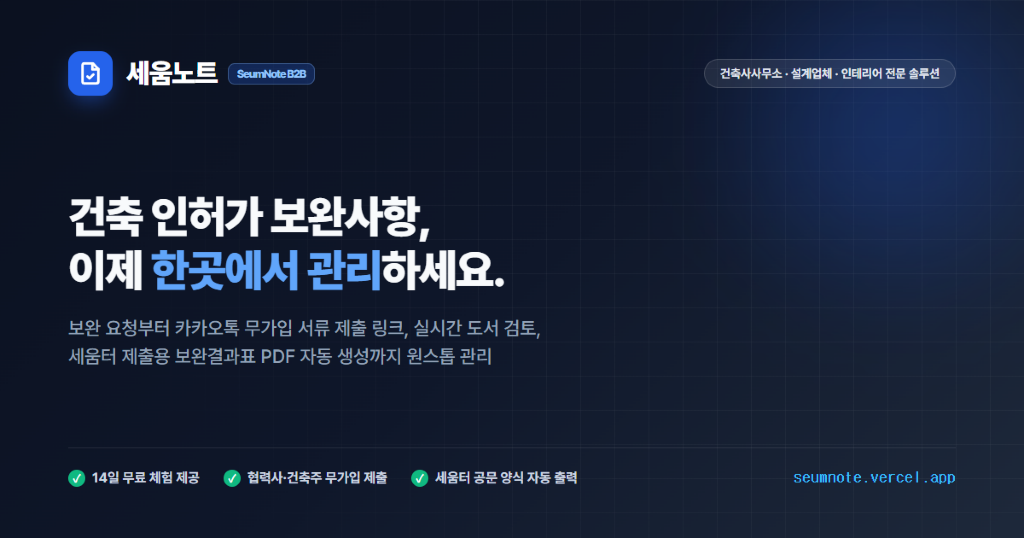 세움노트
SeumNote B2B
건축사사무소 · 설계업체 · 인테리어 전문 솔루션
건축 인허가 보완사항,
이제 한곳에서 관리하세요.
보완 요청부터 카카오톡 무가입 서류 제출 링크, 실시간 도서 검토,
세움터 제출용 보완결과표 PDF 자동 생성까지 원스톱 관리
14일 무료 체험 제공
협력사·건축주 무가입 제출
세움터 공문 양식 자동 출력
seumnote.vercel.app